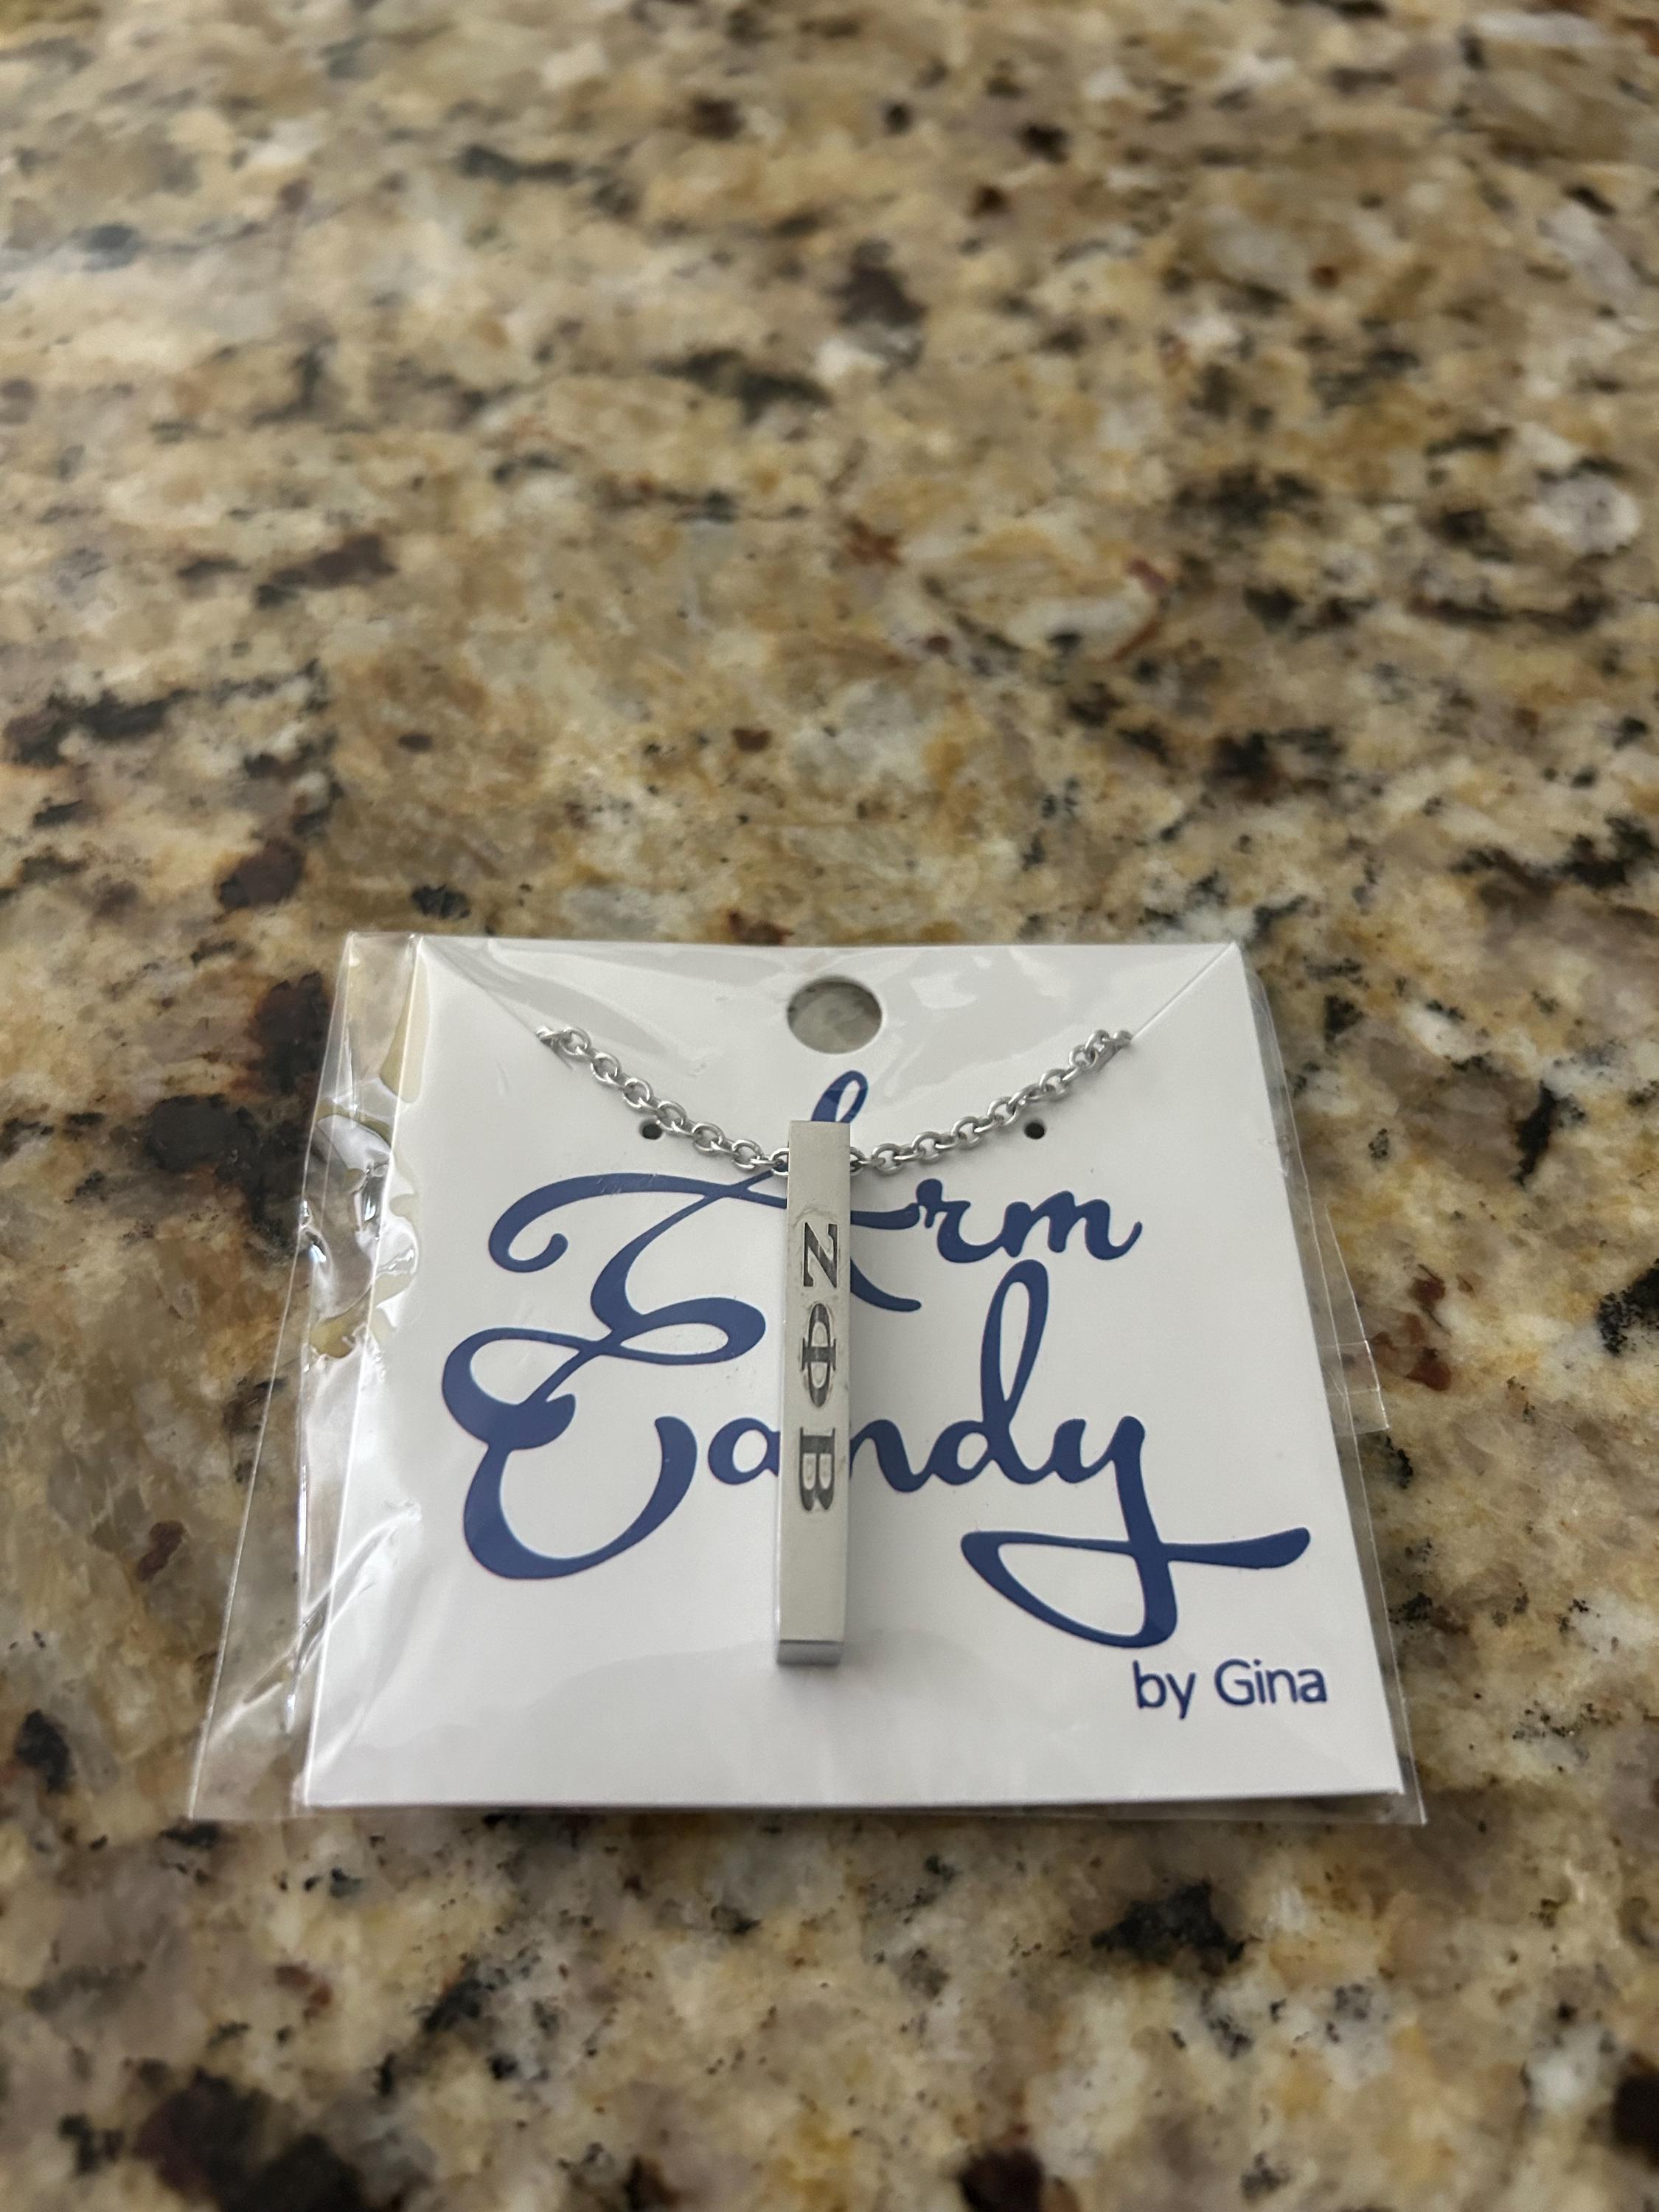 Arm
Candy
by Gina
ΖΦΒ